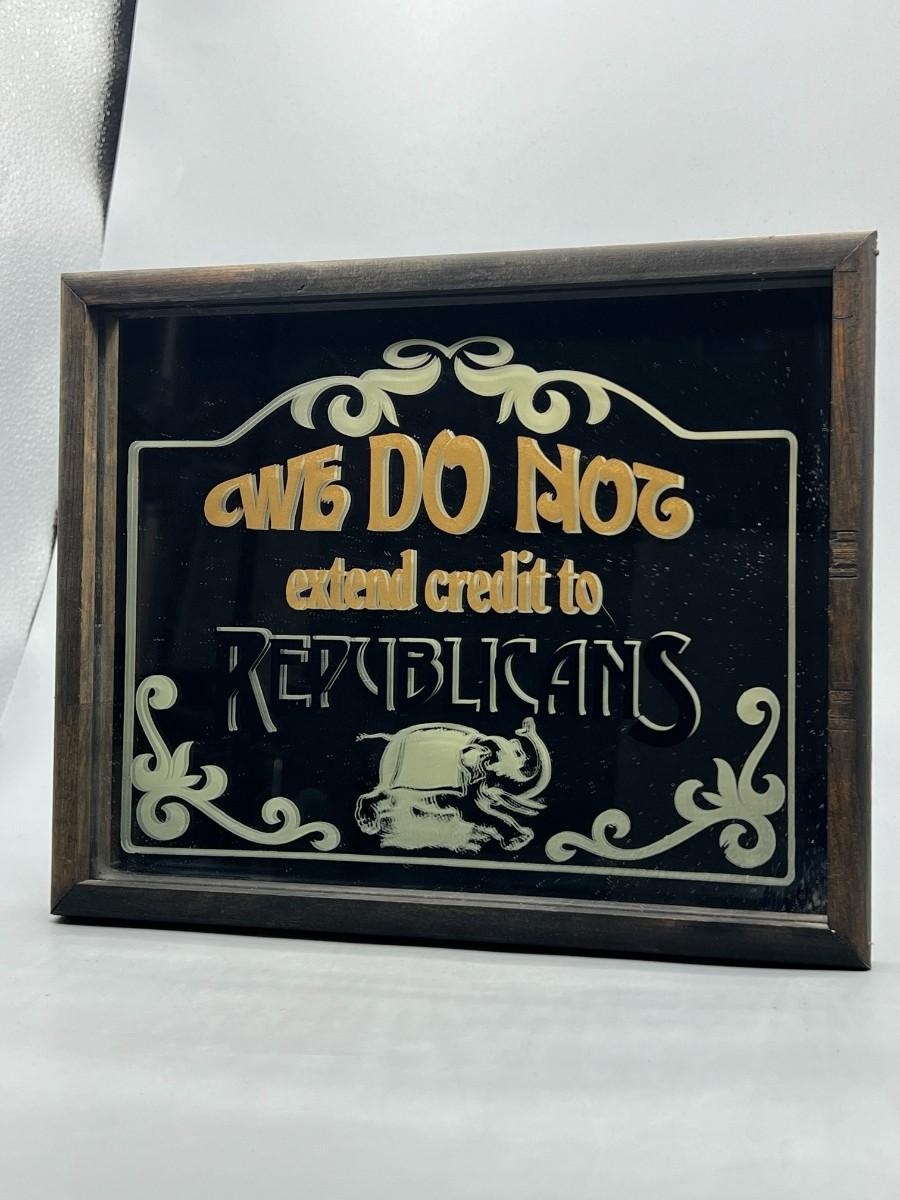 WE DO NOT
extend credit to
REPUBLICANS